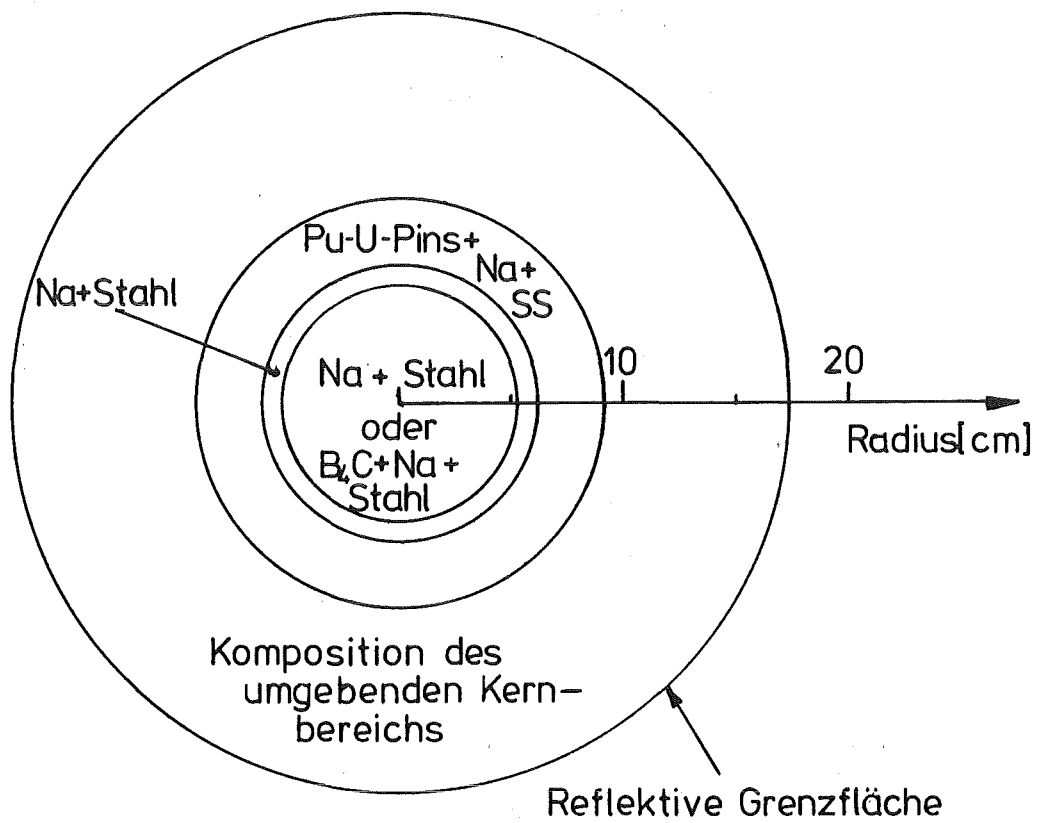 Pu-U-Pins+
Na+
SS
Na+Stahl
Na + Stahl
oder
B₄C+Na+
Stahl
10
20
Radius[cm]
Komposition des
umgebenden Kern-
bereichs
Reflektive Grenzfläche